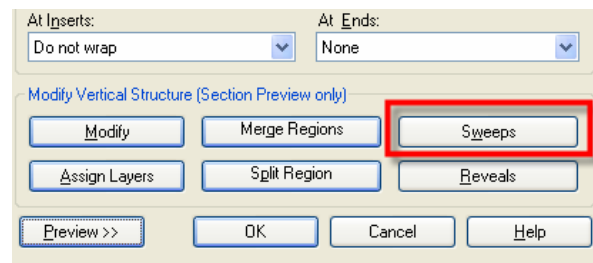 At Inserts: At Ends:
Do not wrap None
Modify Vertical Structure (Section Preview only)
Modify Merge Regions Sweeps
Assign Layers Split Region Reveals
Preview >> OK Cancel Help